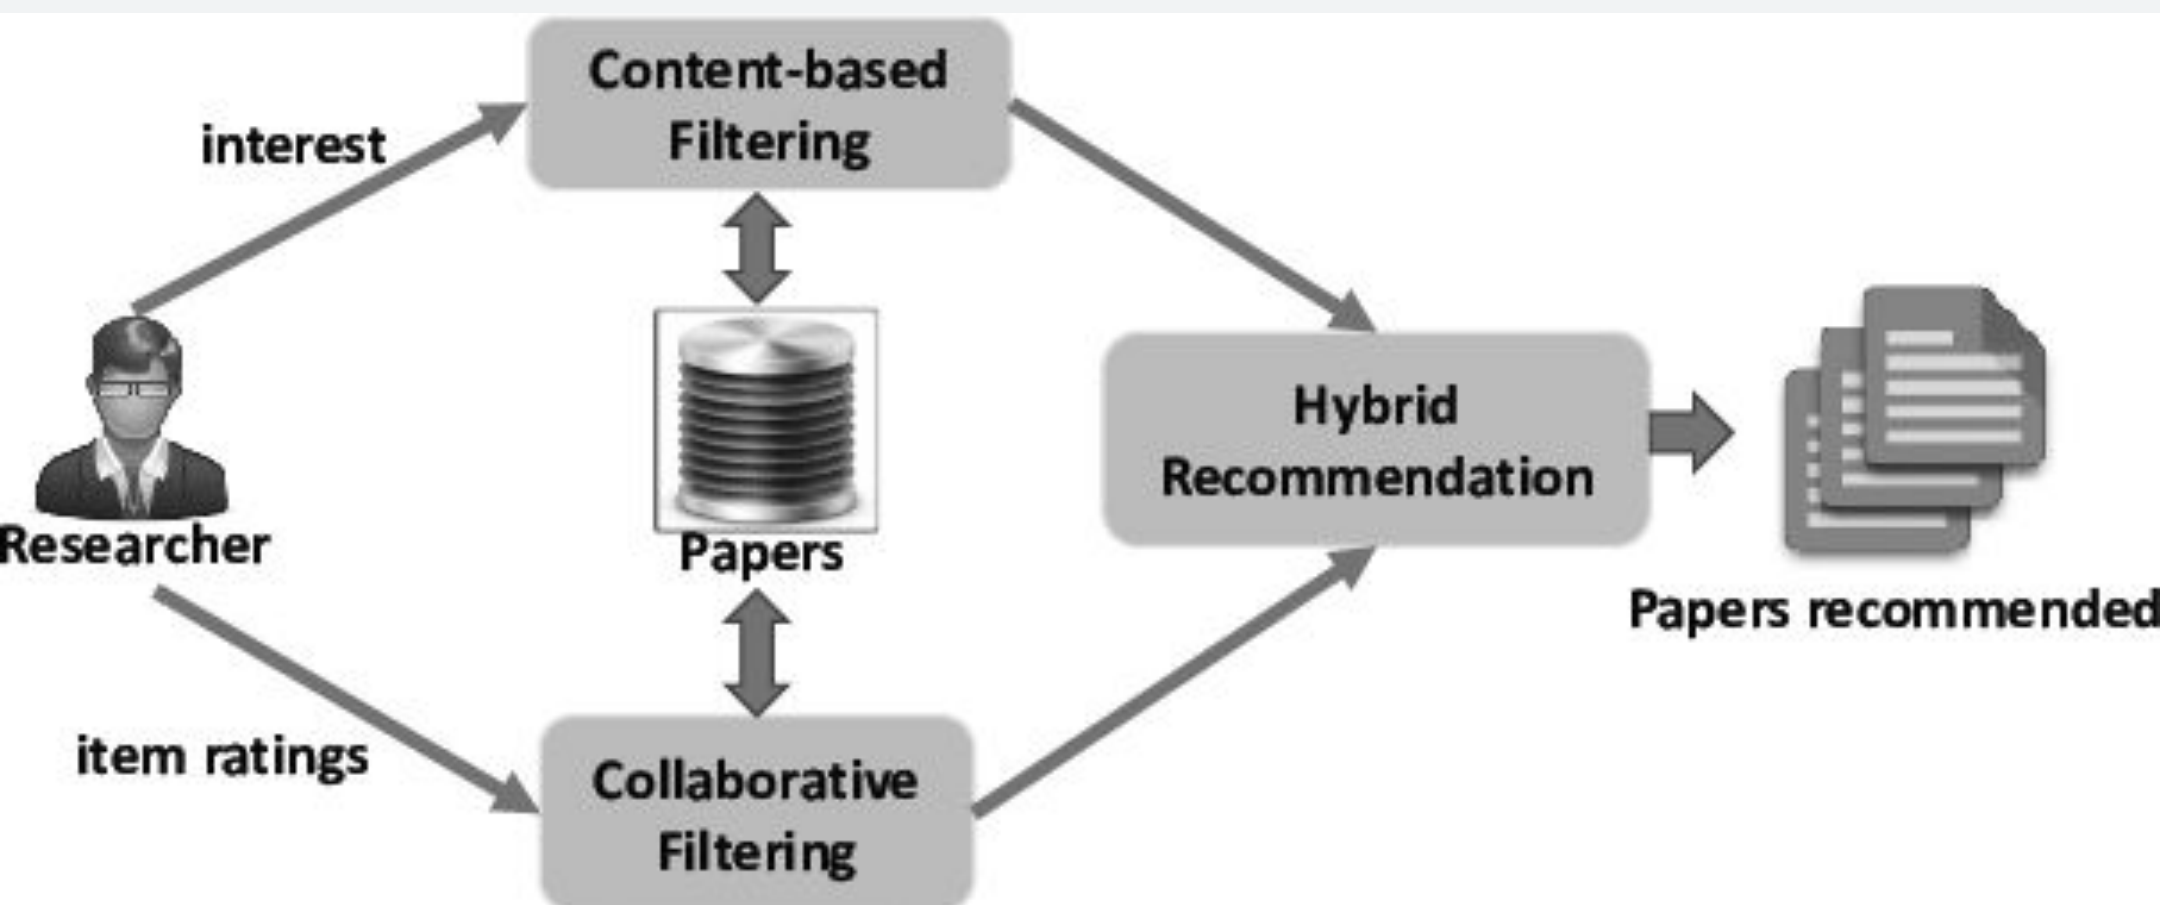 Content-based
Filtering
interest
Researcher
Papers
Hybrid
Recommendation
Papers recommended
item ratings
Collaborative
Filtering